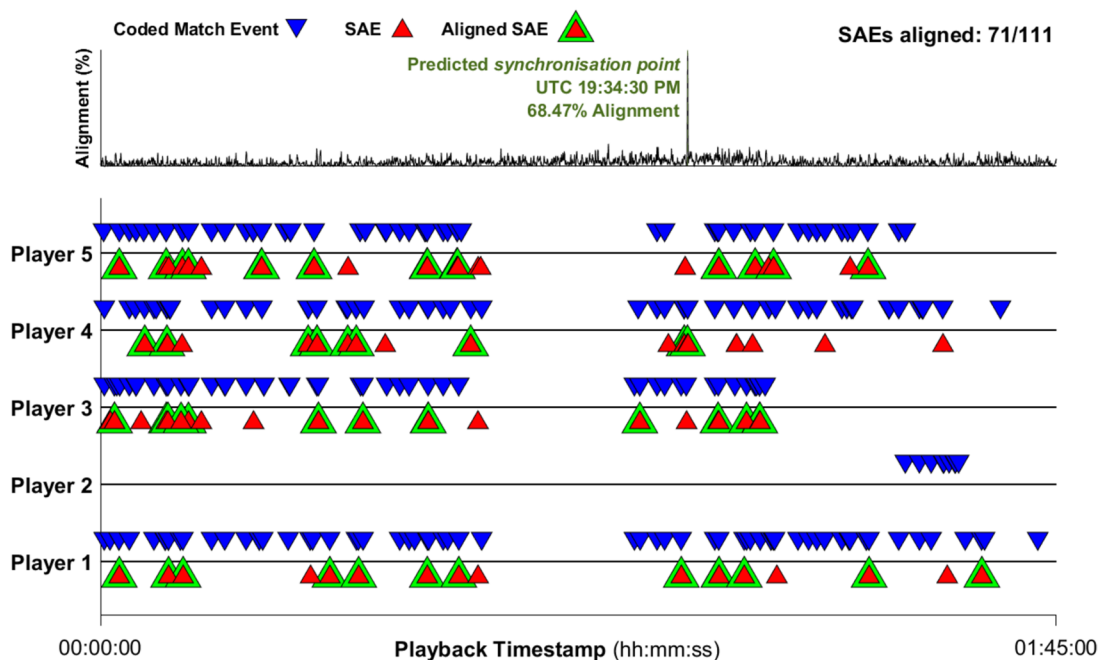 Coded Match Event SAE Aligned SAE
SAEs aligned: 71/111
Alignment (%)
Predicted synchronisation point
UTC 19:34:30 PM
68.47% Alignment
Player 5
Player 4
Player 3
Player 2
Player 1
00:00:00 Playback Timestamp (hh:mm:ss) 01:45:00